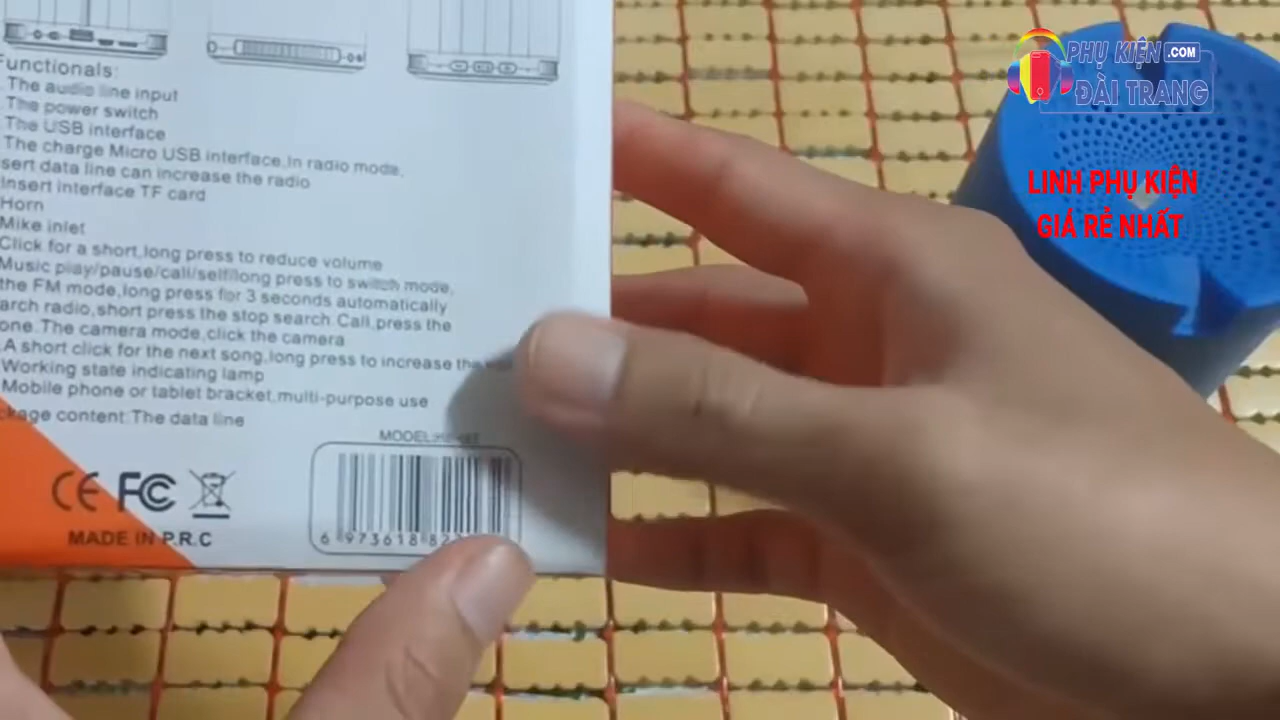 Functionals:
The audio line input
The power switch
The USB interface
The charge Micro USB interface,In radio mode,
sert data line can increase the radio
Insert interface TF card
Horn
Mike inlet
Click for a short,long press to reduce volume
Music play/pause/call/self/long press to switch mode,
the FM mode,long press for 3 seconds automatically
arch radio,short press the stop search.Call,press the
one.The camera mode,click the camera
.A short click for the next song,long press to increase the
Working state indicating lamp
Mobile phone or tablet bracket,multi-purpose use
kage content:The data line
MODEL:
CE FC
6 973618 82
MADE IN P.R.C
PHỤ KIỆN .COM
ĐÀI TRANG
LINH PHỤ KIỆN
GIÁ RẺ NHẤT